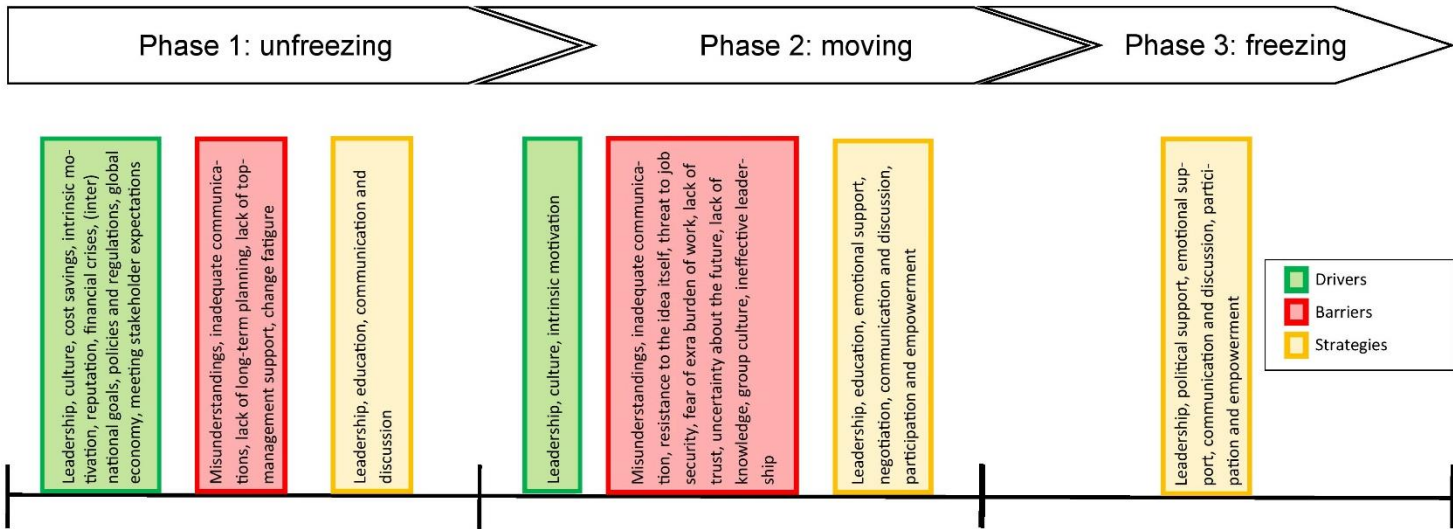 Phase 1: unfreezing
Phase 2: moving
Phase 3: freezing
Leadership, culture, cost savings, intrinsic mo-
tivation, reputation, financial crises, (inter)
national goals, policies and regulations, global
economy, meeting stakeholder expectations
Misunderstandings, inadequate communica-
tions, lack of long-term planning, lack of top-
management support, change fatigure
Leadership, education, communication and
discussion
Leadership, culture, intrinsic motivation
Misunderstandings, inadequate communica-
tion, resistance to the idea itself, threat to job
security, fear of exra burden of work, lack of
trust, uncertainty about the future, lack of
knowledge, group culture, ineffective leader-
ship
Leadership, education, emotional support,
negotiation, communication and discussion,
participation and empowerment
Leadership, political support, emotional sup-
port, communication and discussion, partici-
pation and empowerment
Drivers
Barriers
Strategies